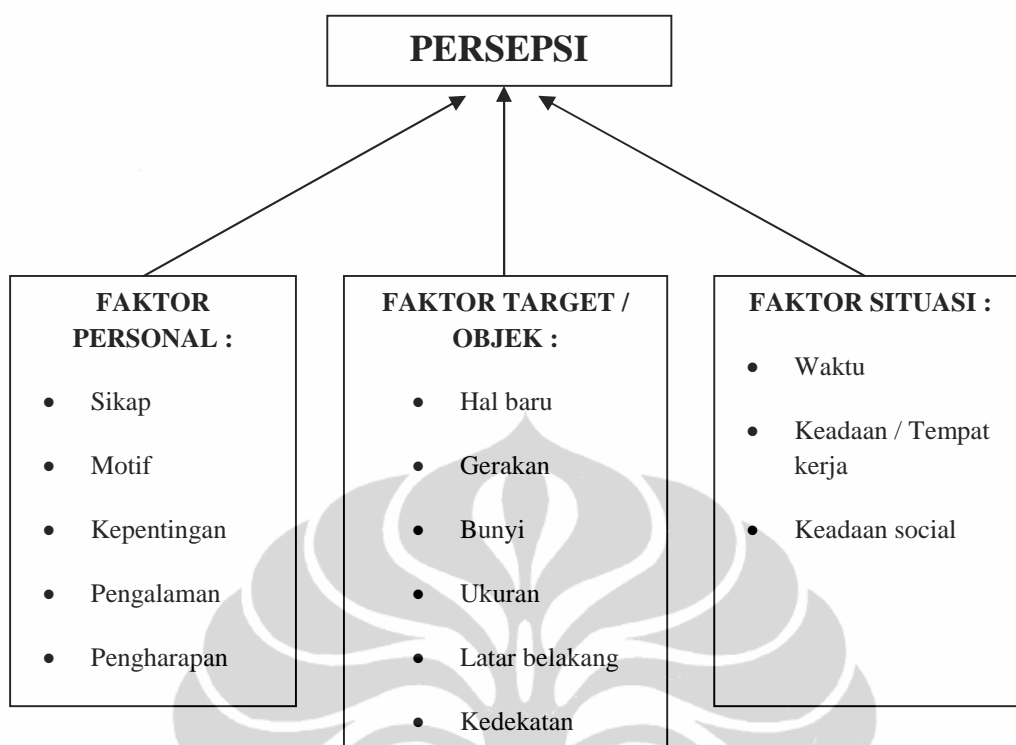 PERSEPSI
FAKTOR
PERSONAL :
• Sikap
• Motif
• Kepentingan
• Pengalaman
• Pengharapan
FAKTOR TARGET /
OBJEK :
• Hal baru
• Gerakan
• Bunyi
• Ukuran
• Latar belakang
• Kedekatan
FAKTOR SITUASI :
• Waktu
• Keadaan / Tempat
kerja
• Keadaan social